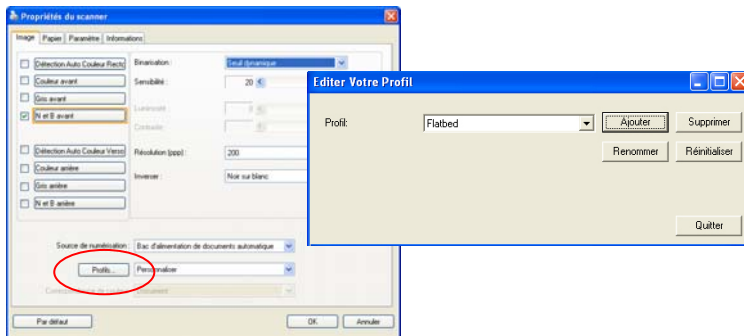 Propriétés du scanner
Image Papier Paramètre Informations
Détection Auto Couleur Recto
Couleur avant
Gris avant
N et B avant
Détection Auto Couleur Verso
Couleur arrière
Gris arrière
N et B arrière
Binarisation : Seuil dynamique
Sensibilité : 20
Luminosité :
Contraste :
Résolution (ppp) : 200
Inverser : Noir sur blanc
Source de numérisation : Bac d'alimentation de documents automatique
Profils... Personnaliser
Document
Par défaut OK Annuler
Editer Votre Profil
Profil: Flatbed Ajouter Supprimer
Renommer Réinitialiser
Quitter